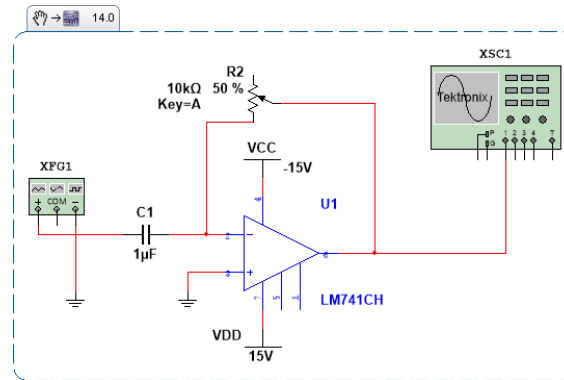 14.0
XSC1
Tektronix
P
G
1 2 3 4 T
R2
10kΩ 50 %
Key=A
VCC
-15V
XFG1
+ COM −
C1
1µF
U1
4
2
3
6
7 5 1
LM741CH
VDD
15V